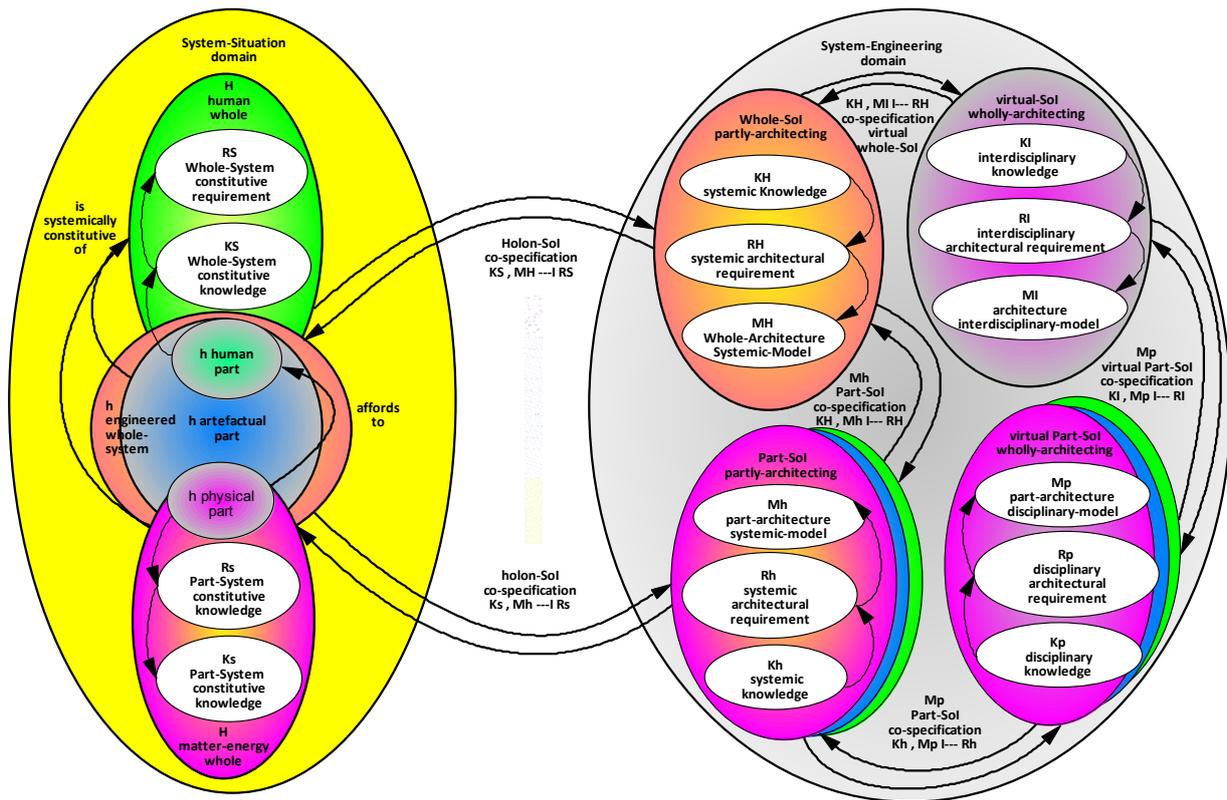 System-Situation
domain
H
human
whole
RS
Whole-System
constitutive
requirement
KS
Whole-System
constitutive
knowledge
is
systemically
constitutive
of
h human
part
h
engineered
whole-
system
h artefactual
part
affords
to
h physical
part
Rs
Part-System
constitutive
knowledge
Ks
Part-System
constitutive
knowledge
H
matter-energy
whole
Holon-SoI
co-specification
KS , MH ---I RS
holon-SoI
co-specification
Ks , Mh ---I Rs
System-Engineering
domain
Whole-SoI
partly-architecting
KH
systemic Knowledge
RH
systemic architectural
requirement
MH
Whole-Architecture
Systemic-Model
KH , MI I--- RH
co-specification
virtual
whole-SoI
virtual-SoI
wholly-architecting
KI
interdisciplinary
knowledge
RI
interdisciplinary
architectural requirement
MI
architecture
interdisciplinary-model
Mh
Part-SoI
co-specification
KH , Mh I--- RH
Mp
virtual Part-SoI
co-specification
KI , Mp I--- RI
Part-SoI
partly-architecting
Mh
part-architecture
systemic-model
Rh
systemic
architectural
requirement
Kh
systemic
knowledge
virtual Part-SoI
wholly-architecting
Mp
part-architecture
disciplinary-model
Rp
disciplinary
architectural
requirement
Kp
disciplinary
knowledge
Mp
Part-SoI
co-specification
Kh , Mp I--- Rh